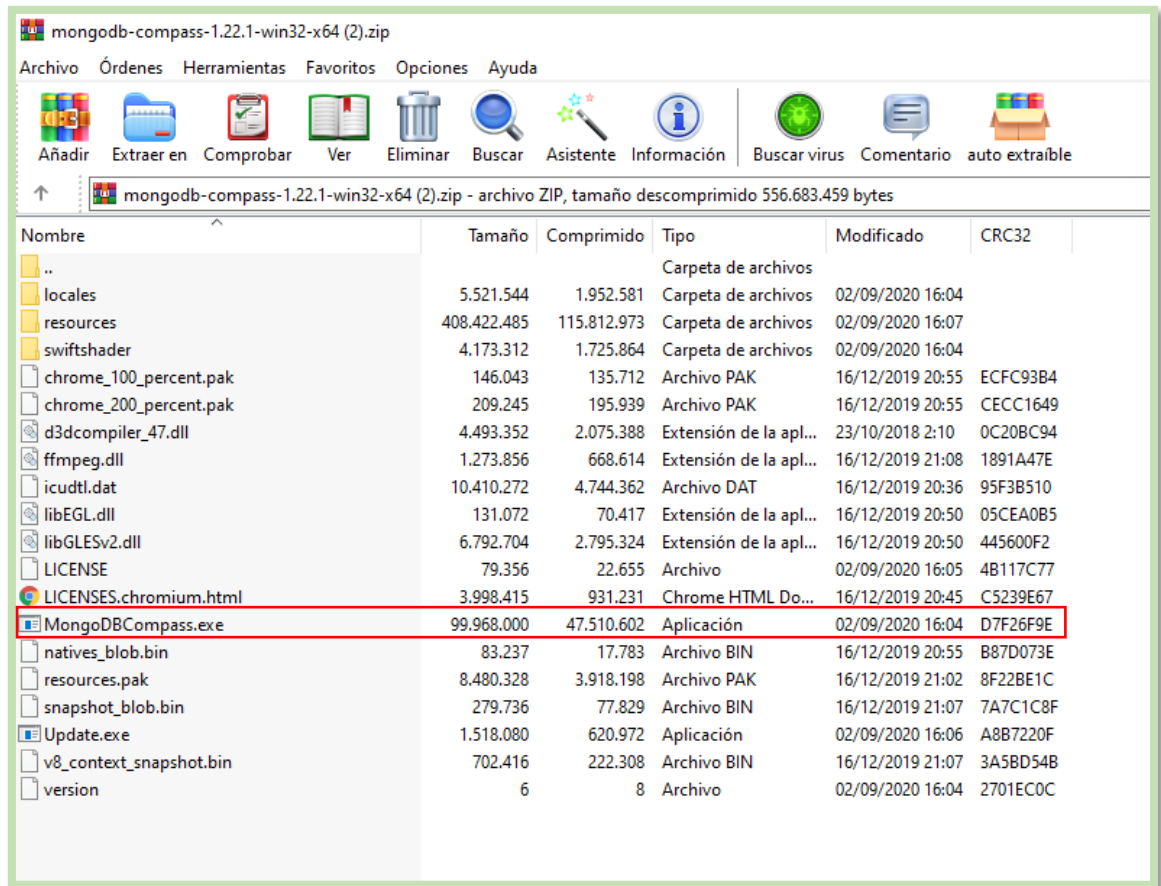 mongodb-compass-1.22.1-win32-x64 (2).zip
Archivo Órdenes Herramientas Favoritos Opciones Ayuda
Añadir Extraer en Comprobar Ver Eliminar Buscar Asistente Información Buscar virus Comentario auto extraíble
mongodb-compass-1.22.1-win32-x64 (2).zip - archivo ZIP, tamaño descomprimido 556.683.459 bytes
Nombre Tamaño Comprimido Tipo Modificado CRC32
.. Carpeta de archivos
locales 5.521.544 1.952.581 Carpeta de archivos 02/09/2020 16:04
resources 408.422.485 115.812.973 Carpeta de archivos 02/09/2020 16:07
swiftshader 4.173.312 1.725.864 Carpeta de archivos 02/09/2020 16:04
chrome_100_percent.pak 146.043 135.712 Archivo PAK 16/12/2019 20:55 ECFC93B4
chrome_200_percent.pak 209.245 195.939 Archivo PAK 16/12/2019 20:55 CECC1649
d3dcompiler_47.dll 4.493.352 2.075.388 Extensión de la apl... 23/10/2018 2:10 0C20BC94
ffmpeg.dll 1.273.856 668.614 Extensión de la apl... 16/12/2019 21:08 1891A47E
icudtl.dat 10.410.272 4.744.362 Archivo DAT 16/12/2019 20:36 95F3B510
libEGL.dll 131.072 70.417 Extensión de la apl... 16/12/2019 20:50 05CEA0B5
libGLESv2.dll 6.792.704 2.795.324 Extensión de la apl... 16/12/2019 20:50 445600F2
LICENSE 79.356 22.655 Archivo 02/09/2020 16:05 4B117C77
LICENSES.chromium.html 3.998.415 931.231 Chrome HTML Do... 16/12/2019 20:45 C5239E67
MongoDBCompass.exe 99.968.000 47.510.602 Aplicación 02/09/2020 16:04 D7F26F9E
natives_blob.bin 83.237 17.783 Archivo BIN 16/12/2019 20:55 B87D073E
resources.pak 8.480.328 3.918.198 Archivo PAK 16/12/2019 21:02 8F22BE1C
snapshot_blob.bin 279.736 77.829 Archivo BIN 16/12/2019 21:07 7A7C1C8F
Update.exe 1.518.080 620.972 Aplicación 02/09/2020 16:06 A8B7220F
v8_context_snapshot.bin 702.416 222.308 Archivo BIN 16/12/2019 21:07 3A5BD54B
version 6 8 Archivo 02/09/2020 16:04 2701EC0C